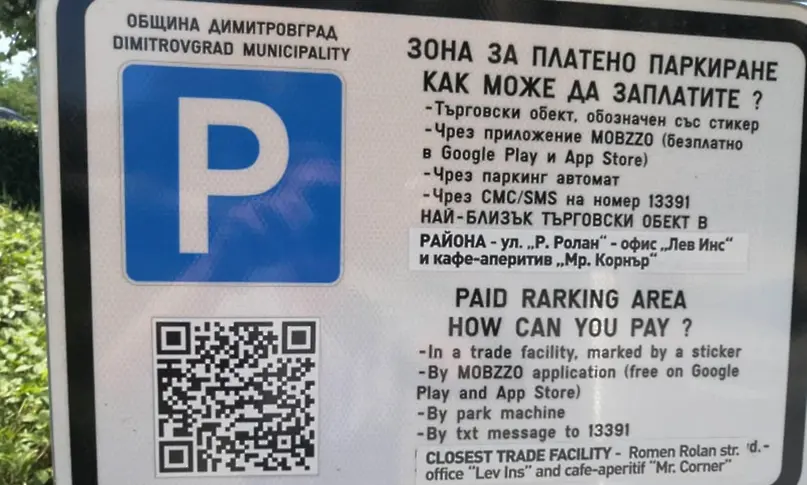 ОБЩИНА ДИМИТРОВГРАД
DIMITROVGRAD MUNICIPALITY
P
ЗОНА ЗА ПЛАТЕНО ПАРКИРАНЕ
КАК МОЖЕ ДА ЗАПЛАТИТЕ ?
-Търговски обект, обозначен със стикер
-Чрез приложение MOBZZO (безплатно
в Google Play и App Store)
-Чрез паркинг автомат
-Чрез СМС/SMS на номер 13391
НАЙ-БЛИЗЪК ТЪРГОВСКИ ОБЕКТ В
РАЙОНА - ул. „Р. Ролан“ - офис „Лев Инс“
и кафе-аперитив „Мр. Корнър“
PAID RARKING AREA
HOW CAN YOU PAY ?
-In a trade facility, marked by a sticker
-By MOBZZO application (free on Google
Play and App Store)
-By park machine
-By txt message to 13391
CLOSEST TRADE FACILITY - Romen Rolan str. 'd.-
office "Lev Ins" and cafe-aperitif "Mr. Corner"